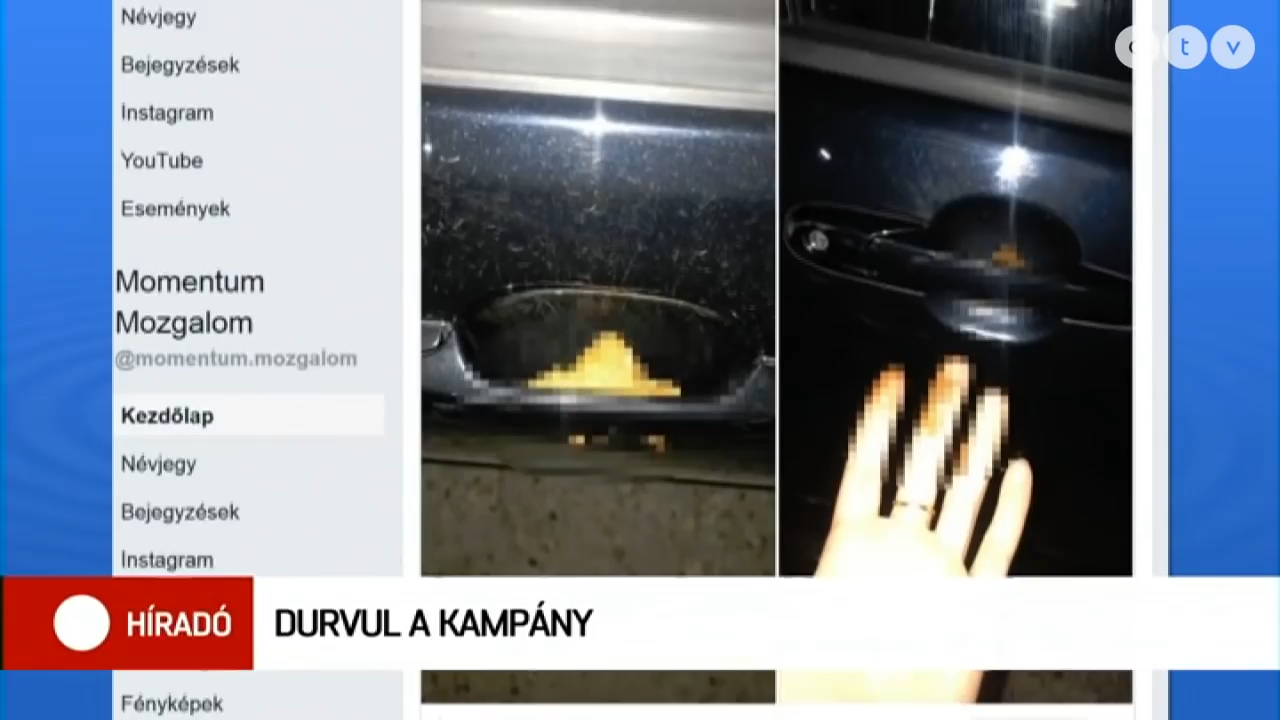 Névjegy
Bejegyzések
Instagram
YouTube
Események
Momentum
Mozgalom
@momentum.mozgalom
Kezdőlap
Névjegy
Bejegyzések
Instagram
HÍRADÓ
DURVUL A KAMPÁNY
Fényképek
a t v